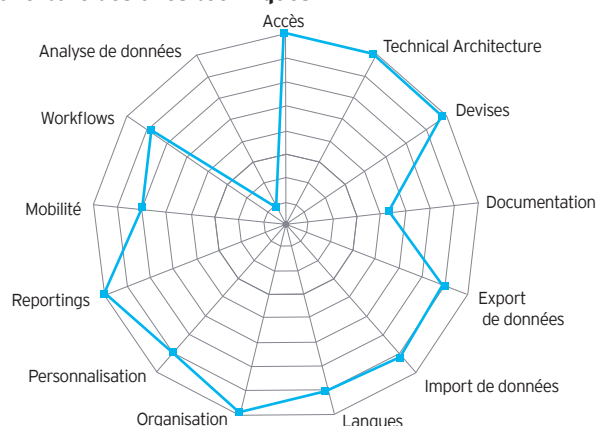 Accès
Analyse de données
Technical Architecture
Workflows
Devises
Mobilité
Documentation
Reportings
Export
de données
Personnalisation
Import de données
Organisation
Langues